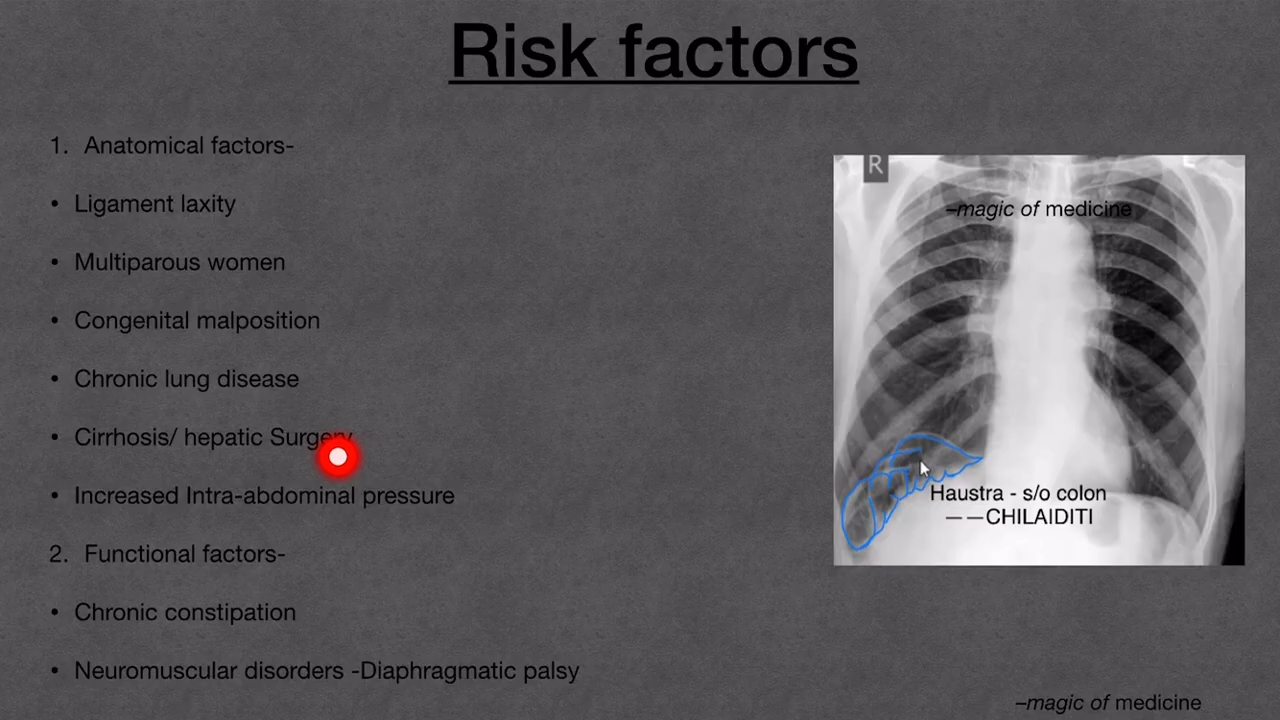 Risk factors
1. Anatomical factors-
• Ligament laxity
• Multiparous women
• Congenital malposition
• Chronic lung disease
• Cirrhosis/ hepatic Surgery
• Increased Intra-abdominal pressure
2. Functional factors-
• Chronic constipation
• Neuromuscular disorders -Diaphragmatic palsy
R
–magic of medicine
Haustra - s/o colon
——CHILAIDITI
–magic of medicine